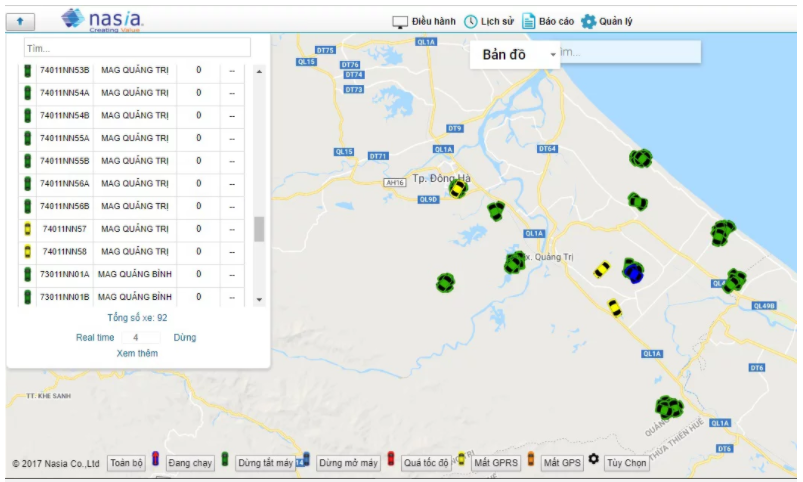 nasia.
Creating Value
Điều hành
Lịch sử
Báo cáo
Quản lý
Tìm...
74011NN53B MAG QUẢNG TRỊ 0 --
74011NN54A MAG QUẢNG TRỊ 0 --
74011NN54B MAG QUẢNG TRỊ 0 --
74011NN55A MAG QUẢNG TRỊ 0 --
74011NN55B MAG QUẢNG TRỊ 0 --
74011NN56A MAG QUẢNG TRỊ 0 --
74011NN56B MAG QUẢNG TRỊ 0 --
74011NN57 MAG QUẢNG TRỊ 0 --
74011NN58 MAG QUẢNG TRỊ 0 --
73011NN01A MAG QUẢNG BÌNH 0 --
73011NN01B MAG QUẢNG BÌNH 0 --
Tổng số xe: 92
Real time 4 Dừng
Xem thêm
Bản đồ
QL1A
DT75
QL15
DT76
DT74
DT73
DT9
QL15
DT71
QL1A
DT64
AH16
Tp. Đông Hà
QL9D
QL1A
x. Quảng Trị
QL49B
QL1A
DT6
TT. KHE SANH
QL1A
DT6
THỪA THIÊN HUẾ
© 2017 Nasia Co.,Ltd
Toàn bộ
Đang chạy
Dừng tắt máy
Dừng mở máy
Quá tốc độ
Mất GPRS
Mất GPS
Tùy Chọn